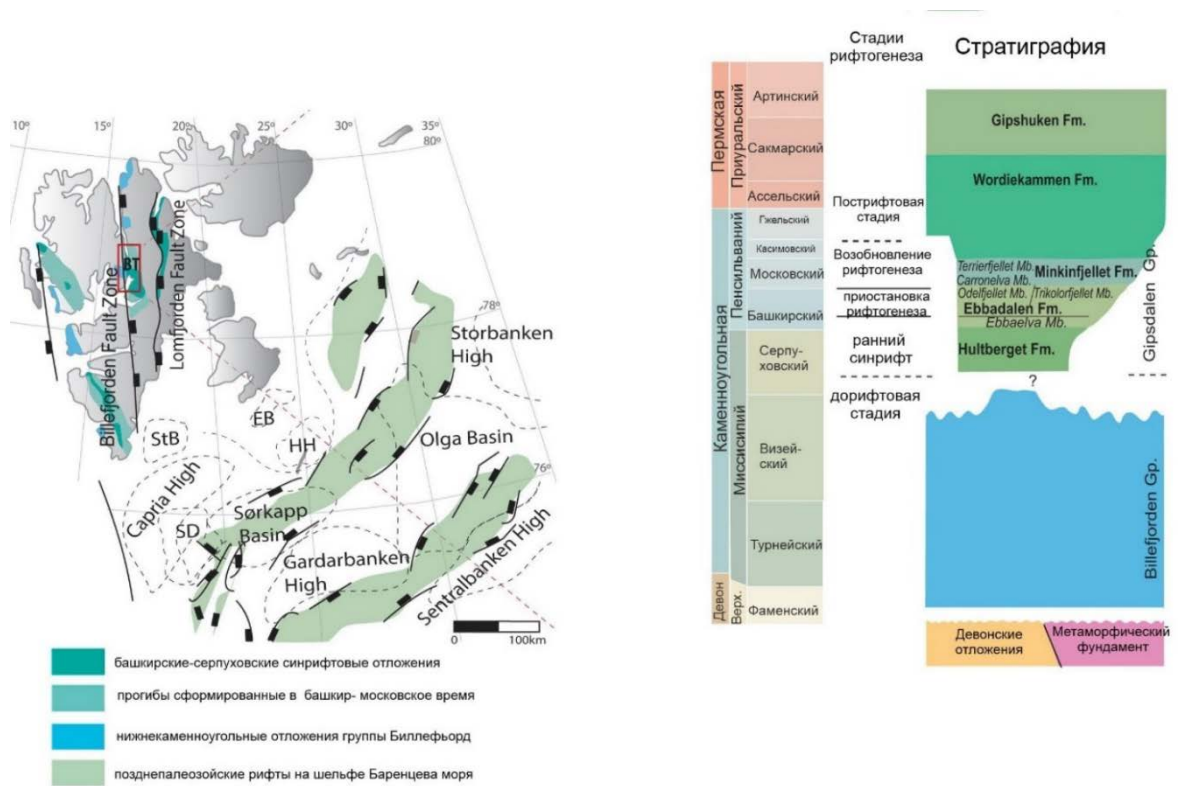 10°
15°
20°
25°
30°
35°
80°
78°
76°
BT
Billefjorden Fault Zone
Lomfjorden Fault Zone
Storbanken
High
EB
StB
HH
Olga Basin
Capria High
SD
Sørkapp
Basin
Gardarbanken
High
Sentralbanken High
0
100km
башкирские-серпуховские синрифтовые отложения
прогибы сформированные в башкир- московское время
нижнекаменноугольные отложения группы Биллефьорд
позднепалеозойские рифты на шельфе Баренцева моря
Стадии
рифтогенеза
Стратиграфия
Пермская
Приуральский
Артинский
Сакмарский
Ассельский
Каменноугольная
Пенсильваний
Гжельский
Касимовский
Московский
Башкирский
Миссисипий
Серпу-
ховский
Визей-
ский
Турнейский
Девон
Верх.
Фаменский
Пострифтовая
стадия
Возобновление
рифтогенеза
приостановка
рифтогенеза
ранний
синрифт
дорифтовая
стадия
Gipshuken Fm.
Wordiekammen Fm.
Terrierfjellet Mb.
Minkinfjellet Fm.
Carronelva Mb.
Odelfjellet Mb.
Trikolorfjellet Mb.
Ebbadalen Fm.
Ebbaelva Mb.
Hultberget Fm.
?
Gipsdalen Gp.
Billefjorden Gp.
Девонские
отложения
Метаморфический
фундамент